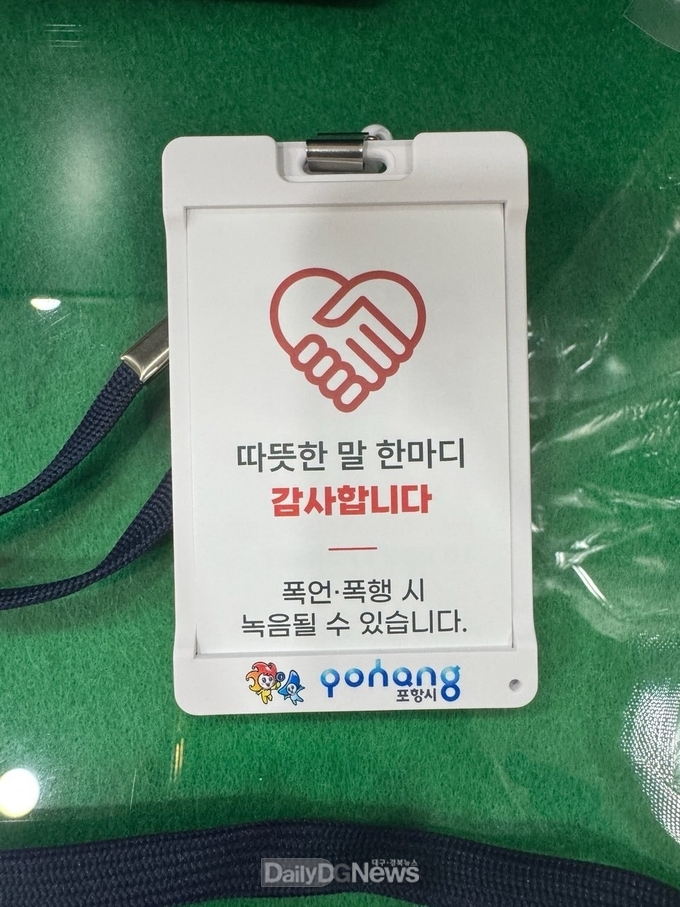 따뜻한 말 한마디
감사합니다
폭언·폭행 시
녹음될 수 있습니다.
pohang
포항시
대구·경북뉴스
DailyDGNews